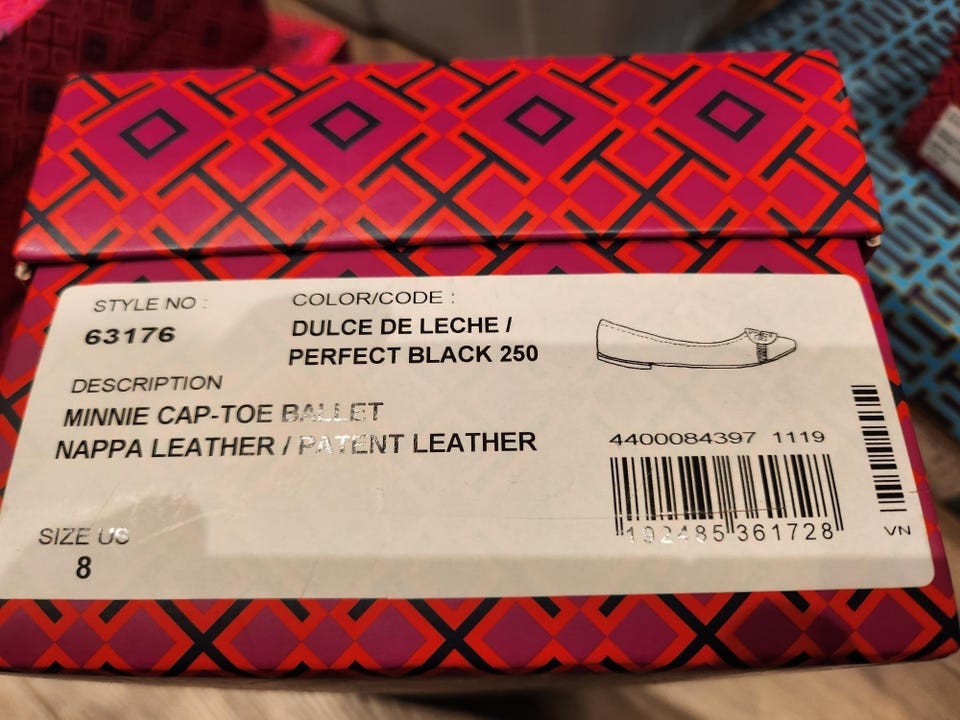 STYLE NO :
63176
COLOR/CODE :
DULCE DE LECHE /
PERFECT BLACK 250
DESCRIPTION
MINNIE CAP-TOE BALLET
NAPPA LEATHER / PATENT LEATHER
4400084397 1119
192485 361728
VN
SIZE US
8